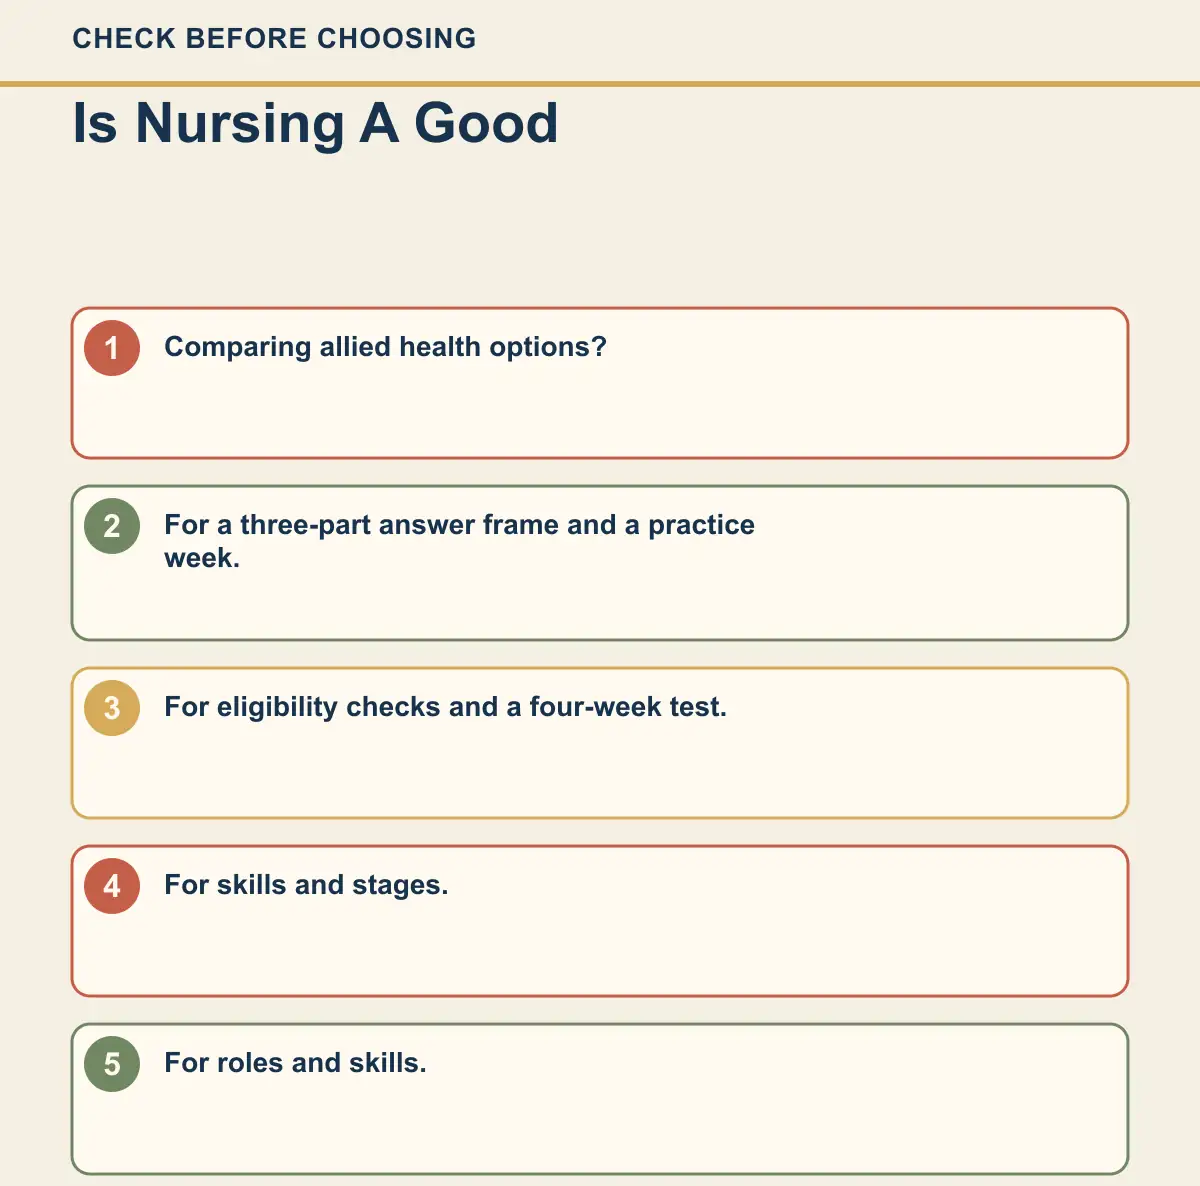 CHECK BEFORE CHOOSING
Is Nursing A Good
1
Comparing allied health options?
2
For a three-part answer frame and a practice
week.
3
For eligibility checks and a four-week test.
4
For skills and stages.
5
For roles and skills.